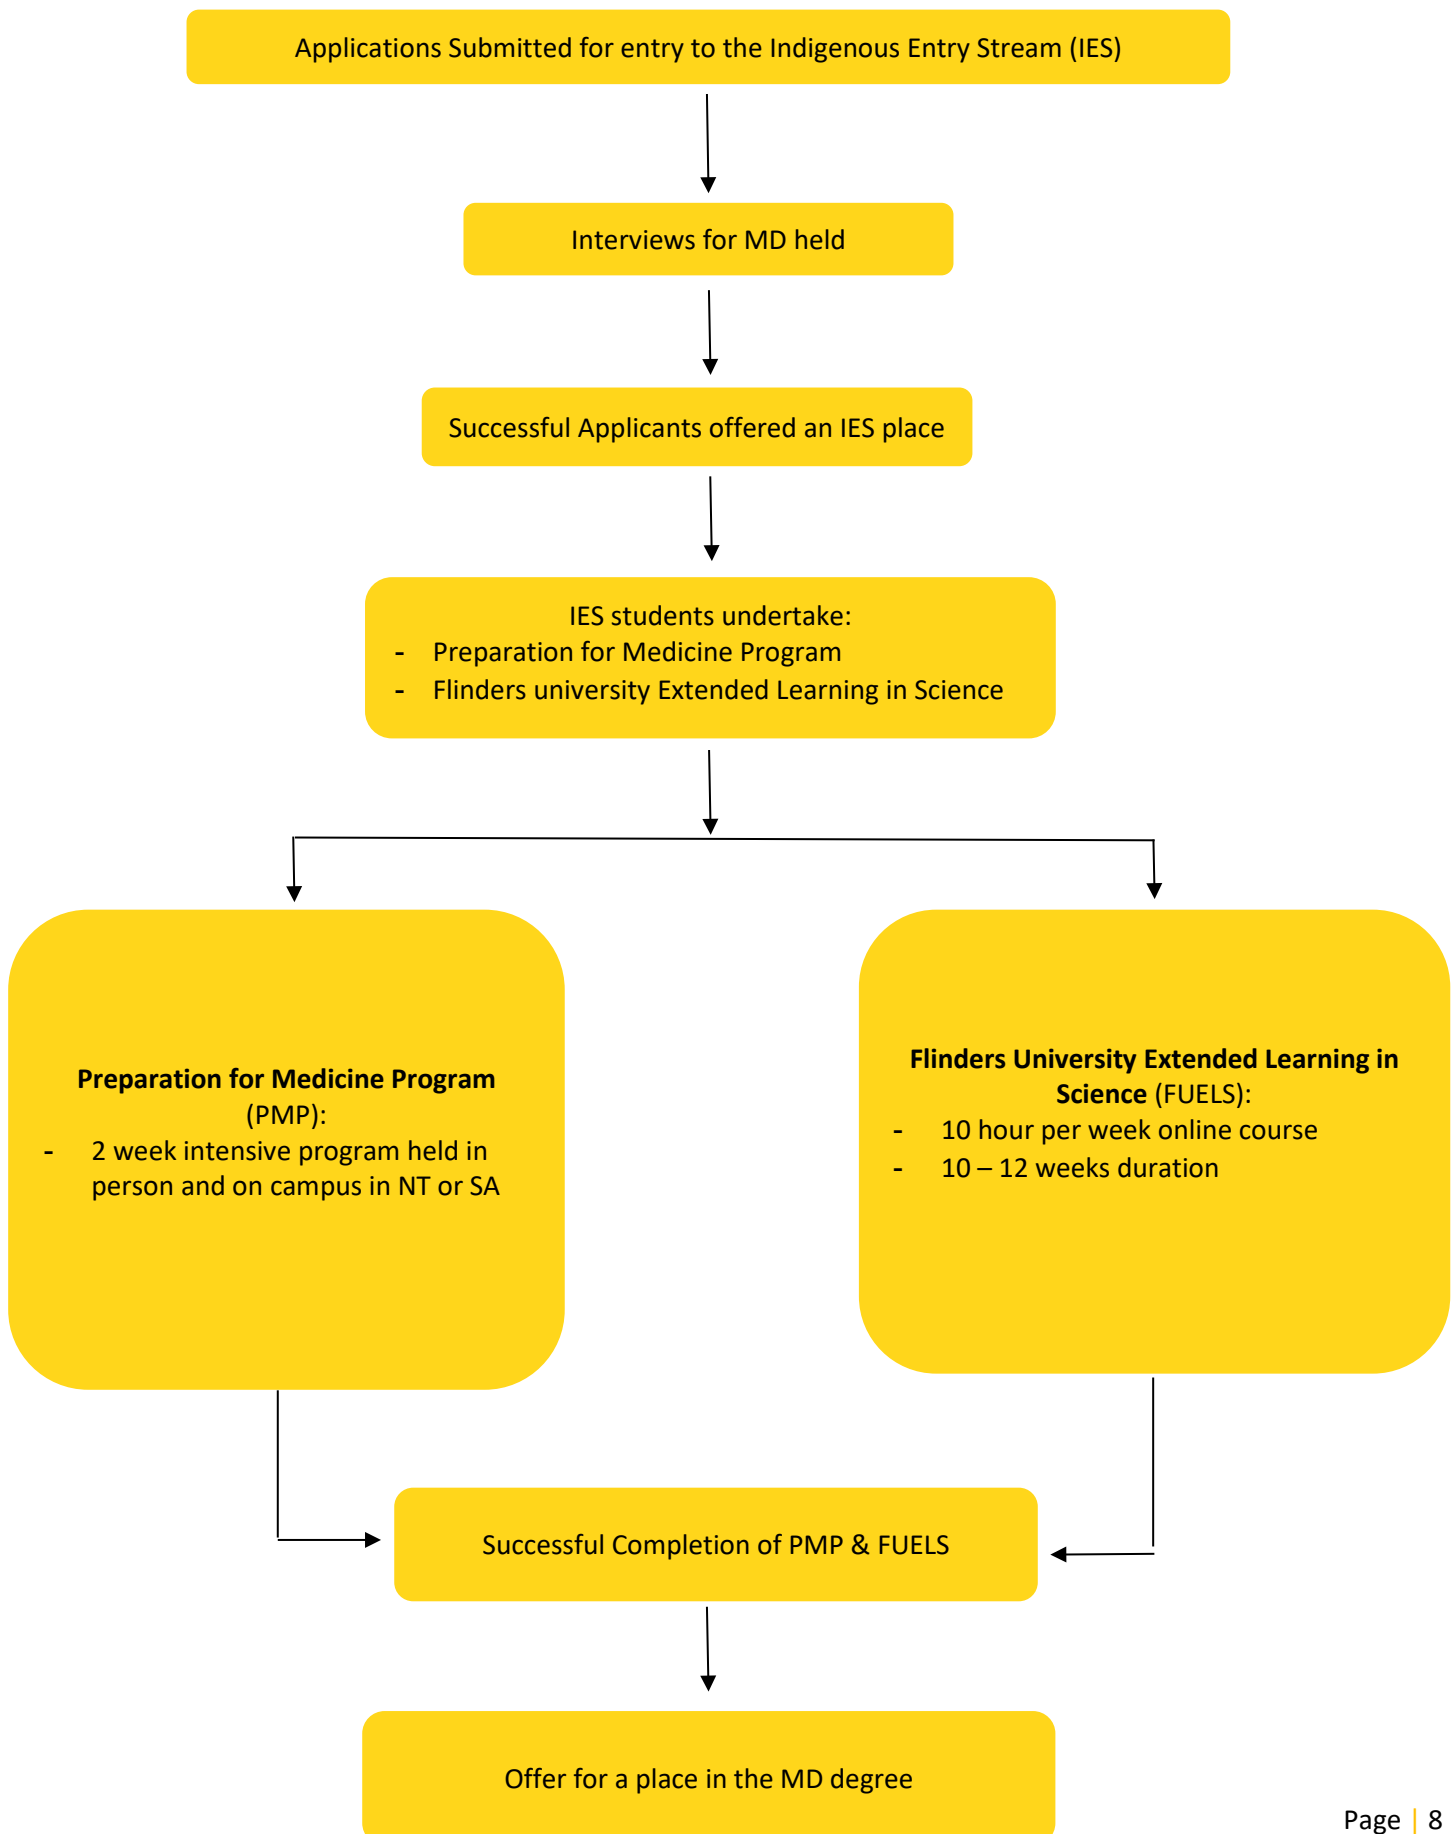 Applications Submitted for entry to the Indigenous Entry Stream (IES)
Interviews for MD held
Successful Applicants offered an IES place
IES students undertake:
- Preparation for Medicine Program
- Flinders university Extended Learning in Science
Preparation for Medicine Program
(PMP):
- 2 week intensive program held in
person and on campus in NT or SA
Flinders University Extended Learning in
Science (FUELS):
- 10 hour per week online course
- 10 – 12 weeks duration
Successful Completion of PMP & FUELS
Offer for a place in the MD degree
Page | 8